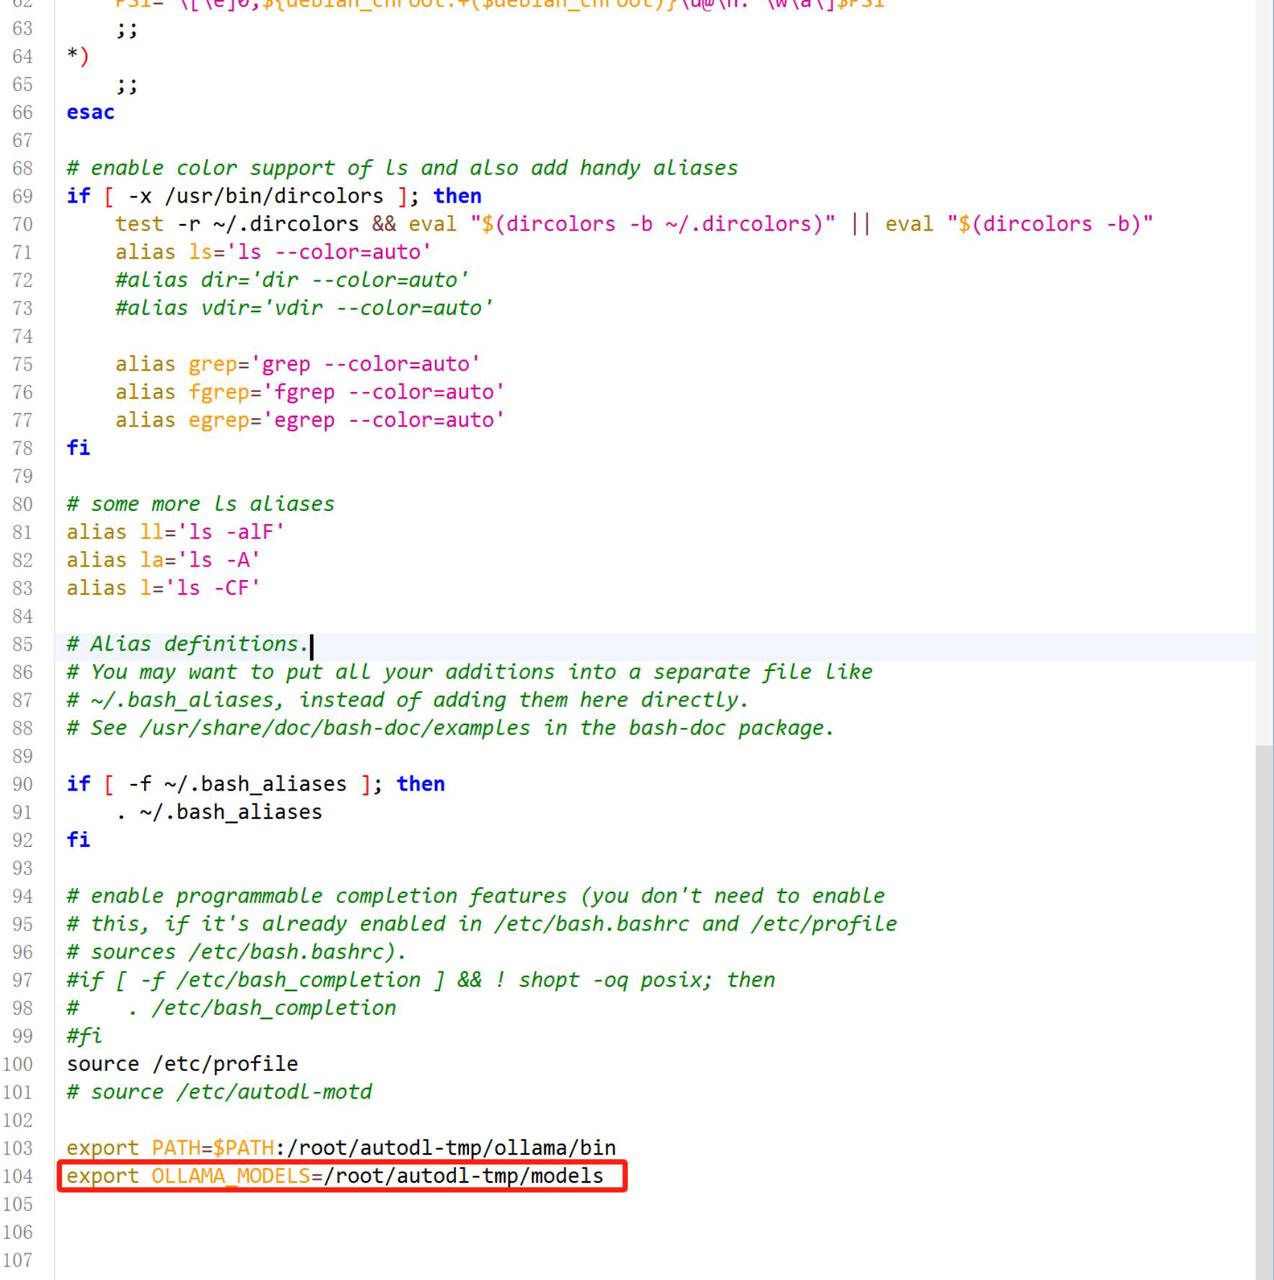 62
63     ;;
64 *)
65     ;;
66 esac
67
68 # enable color support of ls and also add handy aliases
69 if [ -x /usr/bin/dircolors ]; then
70     test -r ~/.dircolors && eval "$(dircolors -b ~/.dircolors)" || eval "$(dircolors -b)"
71     alias ls='ls --color=auto'
72     #alias dir='dir --color=auto'
73     #alias vdir='vdir --color=auto'
74
75     alias grep='grep --color=auto'
76     alias fgrep='fgrep --color=auto'
77     alias egrep='egrep --color=auto'
78 fi
79
80 # some more ls aliases
81 alias ll='ls -alF'
82 alias la='ls -A'
83 alias l='ls -CF'
84
85 # Alias definitions.
86 # You may want to put all your additions into a separate file like
87 # ~/.bash_aliases, instead of adding them here directly.
88 # See /usr/share/doc/bash-doc/examples in the bash-doc package.
89
90 if [ -f ~/.bash_aliases ]; then
91     . ~/.bash_aliases
92 fi
93
94 # enable programmable completion features (you don't need to enable
95 # this, if it's already enabled in /etc/bash.bashrc and /etc/profile
96 # sources /etc/bash.bashrc).
97 #if [ -f /etc/bash_completion ] && ! shopt -oq posix; then
98 #    . /etc/bash_completion
99 #fi
100 source /etc/profile
101 # source /etc/autodl-motd
102
103 export PATH=$PATH:/root/autodl-tmp/ollama/bin
104 export OLLAMA_MODELS=/root/autodl-tmp/models
105
106
107